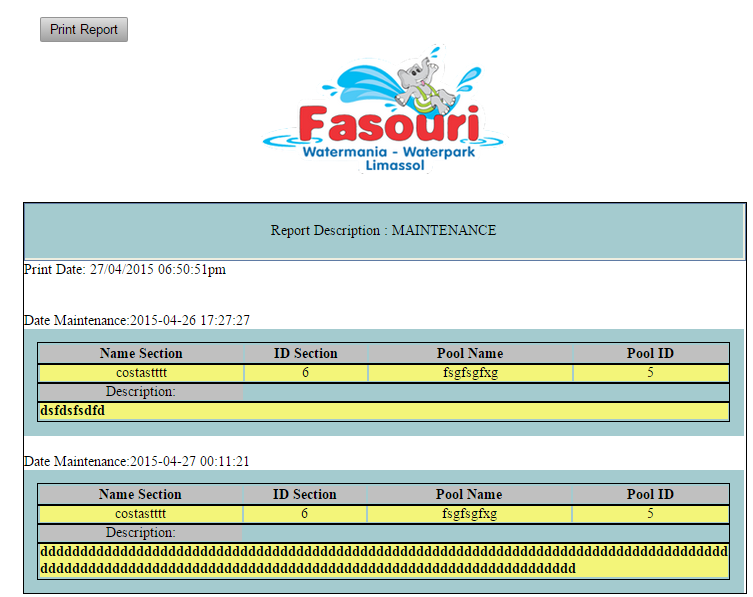 Print Report
Fasouri
Watermania - Waterpark
Limassol
Report Description : MAINTENANCE
Print Date: 27/04/2015 06:50:51pm
Date Maintenance:2015-04-26 17:27:27
Name Section ID Section Pool Name Pool ID
costastttt 6 fsgfsgfxg 5
Description:
dsfdsfsdfd
Date Maintenance:2015-04-27 00:11:21
Name Section ID Section Pool Name Pool ID
costastttt 6 fsgfsgfxg 5
Description:
dddddddddddddddddddddddddddddddddddddddddddddddddddddddddddddddddddddddddddddddddddddd
ddddddddddddddddddddddddddddddddddddddddddddddddddddddddddddddddddd